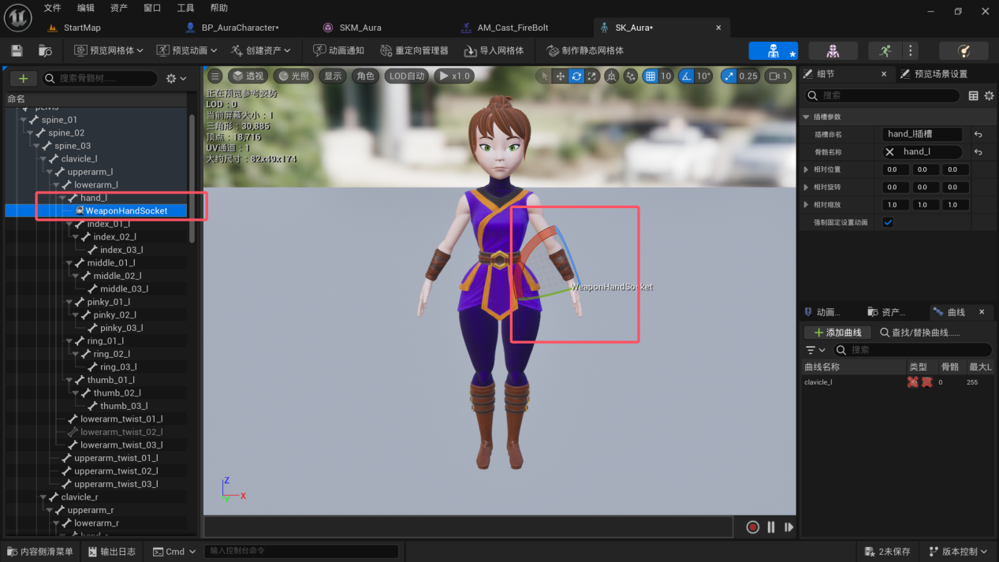 文件 编辑 资产 窗口 工具 帮助
StartMap BP_AuraCharacter* SKM_Aura AM_Cast_FireBolt SK_Aura*
预览网格体 预览动画 创建资产 动画通知 重定向管理器 导入网格体 制作静态网格体
搜索骨骼树......
命名
pelvis
spine_01
spine_02
spine_03
clavicle_l
upperarm_l
lowerarm_l
hand_l
WeaponHandSocket
index_01_l
index_02_l
index_03_l
middle_01_l
middle_02_l
middle_03_l
pinky_01_l
pinky_02_l
pinky_03_l
ring_01_l
ring_02_l
ring_03_l
thumb_01_l
thumb_02_l
thumb_03_l
lowerarm_twist_01_l
lowerarm_twist_02_l
lowerarm_twist_03_l
upperarm_twist_01_l
upperarm_twist_02_l
upperarm_twist_03_l
clavicle_r
upperarm_r
lowerarm_r
hand_r
透视 光照 显示 角色 LOD自动 x1.0 10 10° 0.25 1
正在预览参考姿势
LOD：0
当前屏幕大小：1
三角形：30,885
顶点：18,716
UV通道：1
大约尺寸：82x49x174
WeaponHandSocket
Z
X
Y
细节 预览场景设置
搜索
插槽参数
插槽命名 hand_l插槽
骨骼名称 hand_l
相对位置 0.0 0.0 0.0
相对旋转 0.0 0.0 0.0
相对缩放 1.0 1.0 1.0
强制固定设置动画
动画... 资产... 曲线
添加曲线 查找/替换曲线......
搜索
曲线名称 类型 骨骼 最大L
clavicle_l 0 255
内容侧滑菜单 输出日志 Cmd 输入控制台命令 2未保存 版本控制